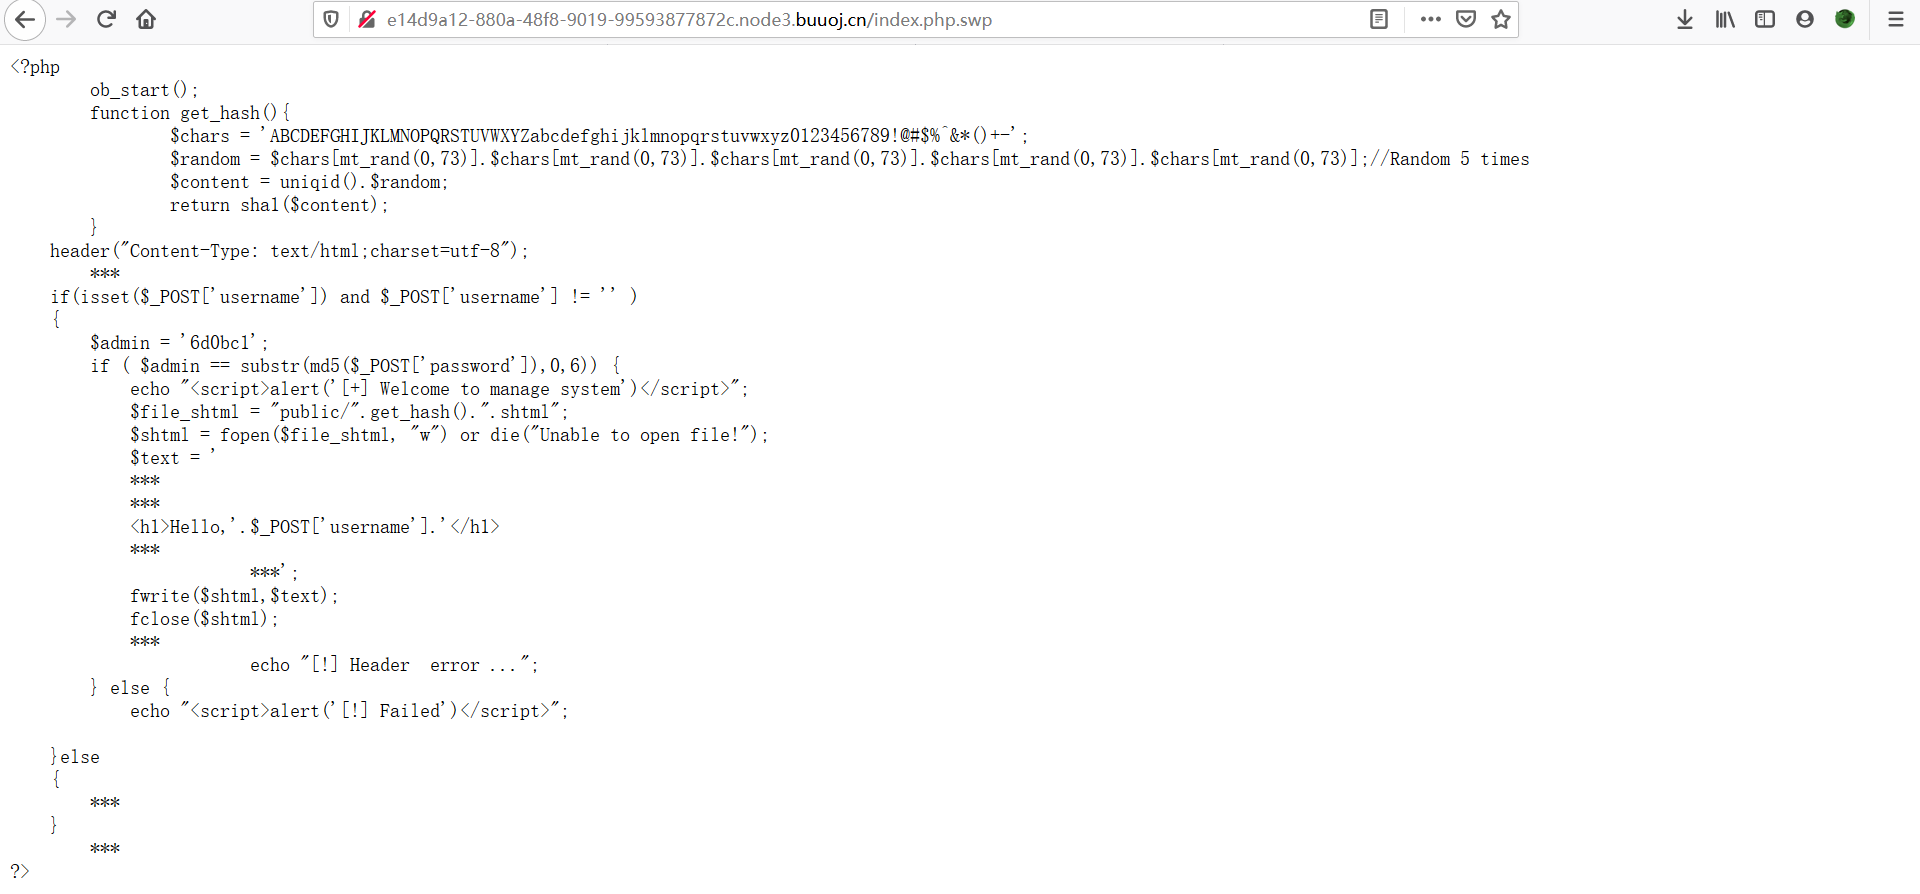 e14d9a12-880a-48f8-9019-99593877872c.node3.buuoj.cn/index.php.swp
<?php
ob_start();
function get_hash(){
$chars = 'ABCDEFGHIJKLMNOPQRSTUVWXYZabcdefghijklmnopqrstuvwxyz0123456789!@#$%^&*()+-';
$random = $chars[mt_rand(0,73)].$chars[mt_rand(0,73)].$chars[mt_rand(0,73)].$chars[mt_rand(0,73)].$chars[mt_rand(0,73)];//Random 5 times
$content = uniqid().$random;
return sha1($content);
}
header("Content-Type: text/html;charset=utf-8");
***
if(isset($_POST['username']) and $_POST['username'] != '' )
{
$admin = '6d0bc1';
if ( $admin == substr(md5($_POST['password']),0,6)) {
echo "<script>alert('[+] Welcome to manage system')</script>";
$file_shtml = "public/".get_hash().".shtml";
$shtml = fopen($file_shtml, "w") or die("Unable to open file!");
$text = '
***
***
<h1>Hello,'.$_POST['username'].'</h1>
***
***';
fwrite($shtml,$text);
fclose($shtml);
***
echo "[!] Header  error ...";
} else {
echo "<script>alert('[!] Failed')</script>";
}else
{
***
}
***
?>